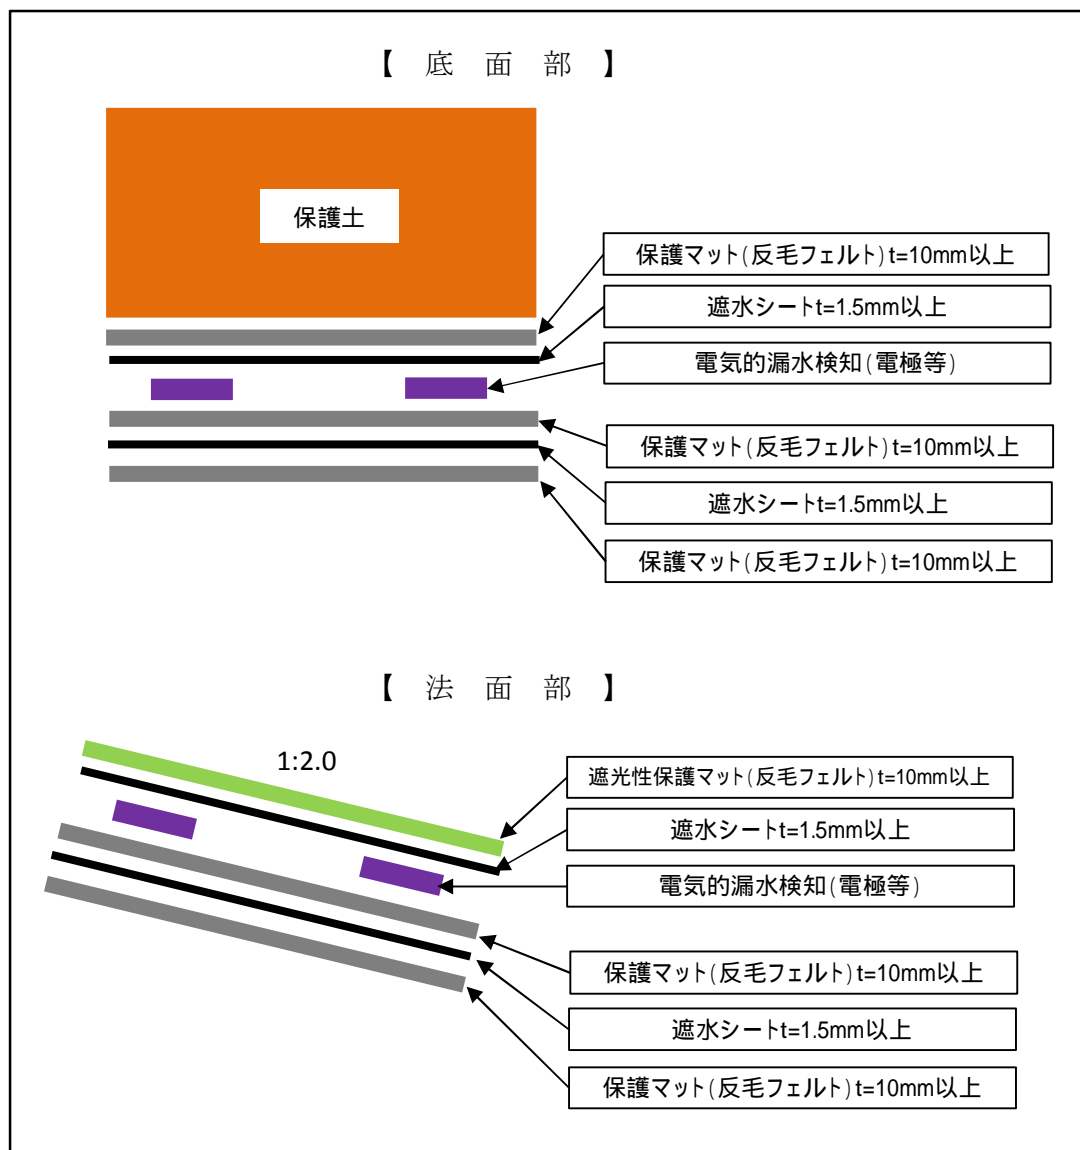 【 底 面 部 】
保護土
保護マット(反毛フェルト)t=10mm以上
遮水シートt=1.5mm以上
電気的漏水検知(電極等)
保護マット(反毛フェルト)t=10mm以上
遮水シートt=1.5mm以上
保護マット(反毛フェルト)t=10mm以上
【 法 面 部 】
1:2.0
遮光性保護マット(反毛フェルト)t=10mm以上
遮水シートt=1.5mm以上
電気的漏水検知(電極等)
保護マット(反毛フェルト)t=10mm以上
遮水シートt=1.5mm以上
保護マット(反毛フェルト)t=10mm以上